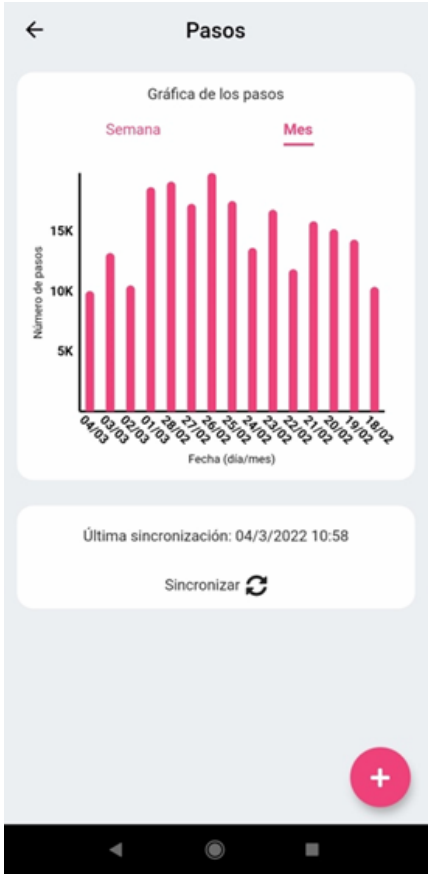 Pasos
Gráfica de los pasos
Semana Mes
Número de pasos
15K
10K
5K
04/03 03/03 02/03 01/03 28/02 27/02 26/02 25/02 24/02 23/02 22/02 21/02 20/02 19/02 18/02
Fecha (día/mes)
Última sincronización: 04/3/2022 10:58
Sincronizar